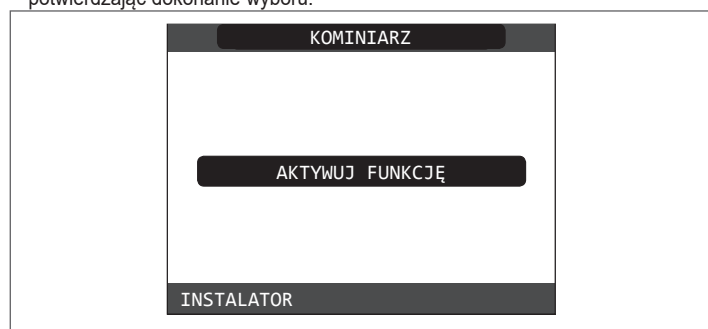 potwierdzając dokonanie wyboru.
KOMINIARZ
AKTYWUJ FUNKCJĘ
INSTALATOR